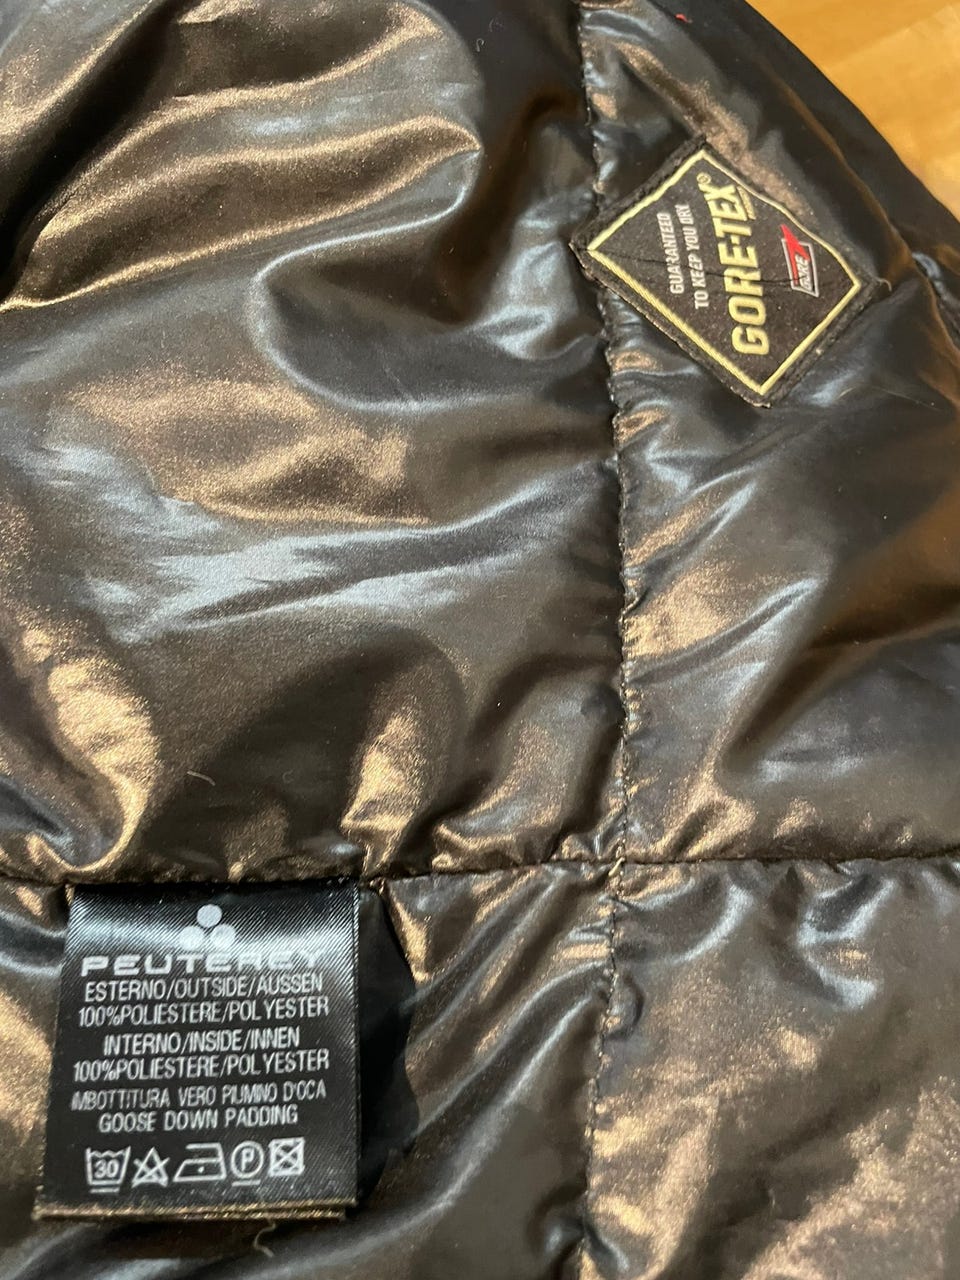 GUARANTEED
TO KEEP YOU DRY
GORE-TEX®
GORE
PEUTEREY
ESTERNO/OUTSIDE/AUSSEN
100%POLIESTERE/POLYESTER
INTERNO/INSIDE/INNEN
100%POLIESTERE/POLYESTER
IMBOTTITURA VERO PIUMINO D'OCA
GOOSE DOWN PADDING
30 P